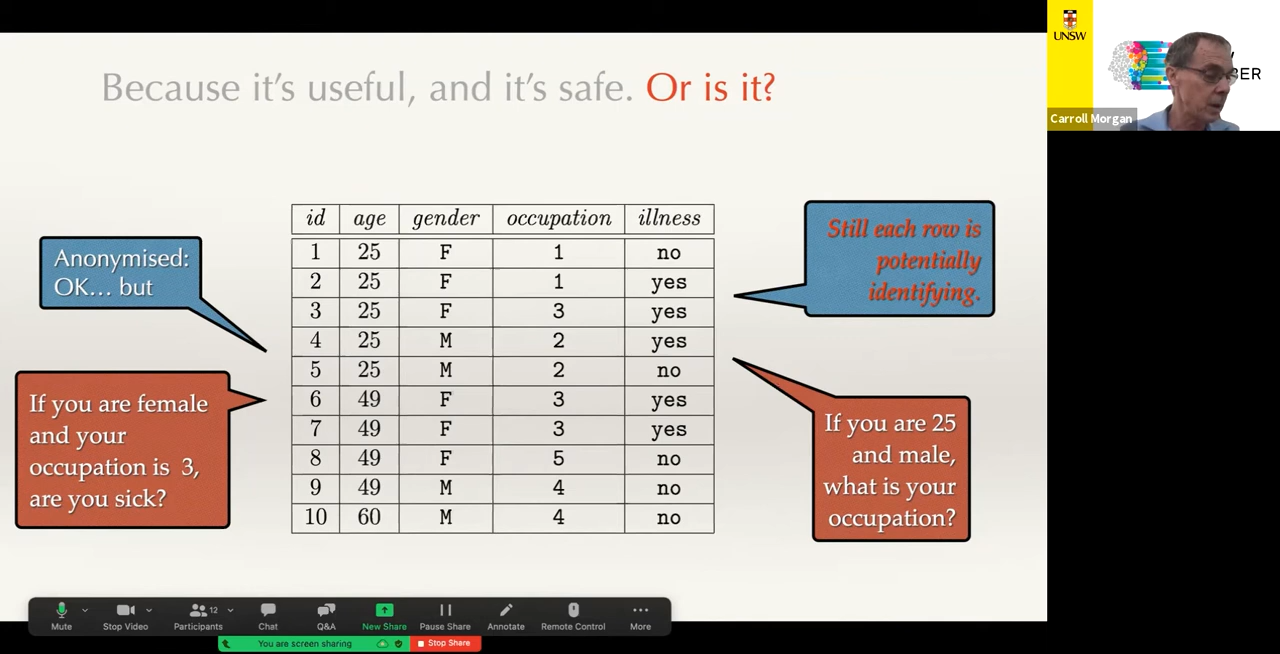 Because it's useful, and it's safe. Or is it?
UNSW
BER
Carroll Morgan
Anonymised:
OK... but
If you are female
and your
occupation is 3,
are you sick?
id age gender occupation illness
1 25 F 1 no
2 25 F 1 yes
3 25 F 3 yes
4 25 M 2 yes
5 25 M 2 no
6 49 F 3 yes
7 49 F 3 yes
8 49 F 5 no
9 49 M 4 no
10 60 M 4 no
Still each row is
potentially
identifying.
If you are 25
and male,
what is your
occupation?
12
Mute Stop Video Participants Chat Q&A New Share Pause Share Annotate Remote Control More
You are screen sharing Stop Share